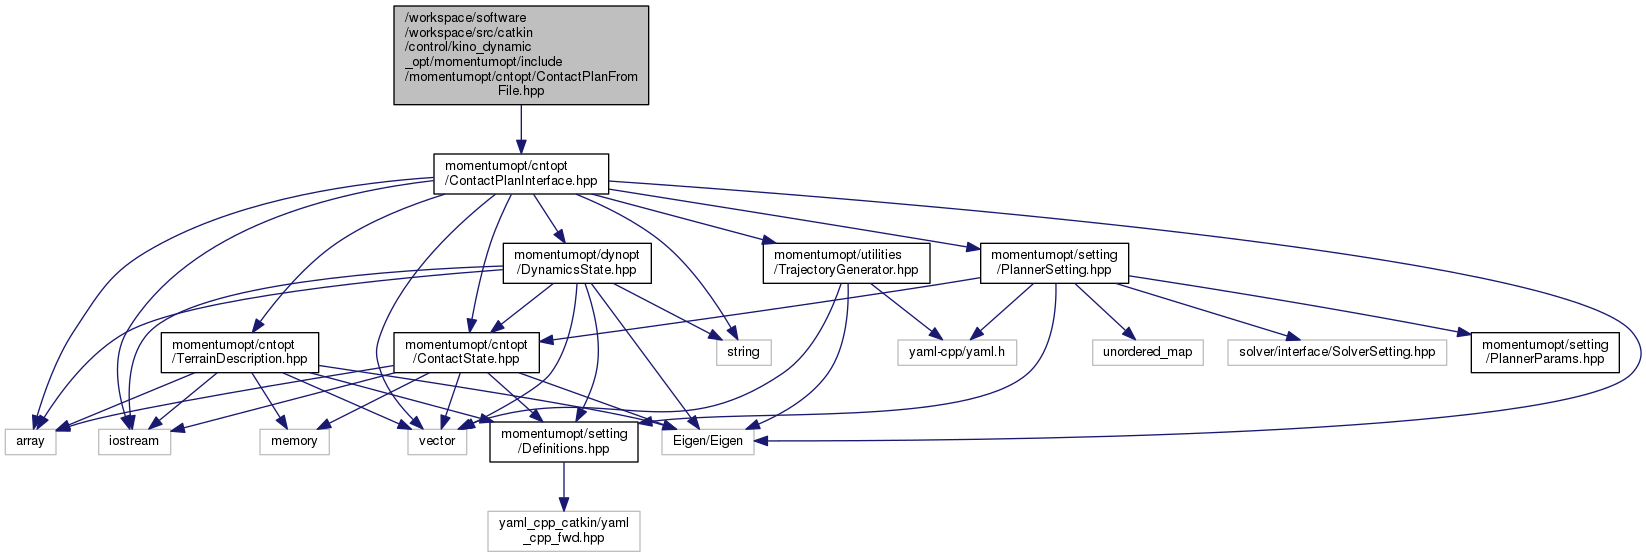 /workspace/software
/workspace/src/catkin
/control/kino_dynamic
_opt/momentumopt/include
/momentumopt/cntopt/ContactPlanFrom
File.hpp
momentumopt/cntopt
/ContactPlanInterface.hpp
momentumopt/dynopt
/DynamicsState.hpp
momentumopt/utilities
/TrajectoryGenerator.hpp
momentumopt/setting
/PlannerSetting.hpp
momentumopt/cntopt
/TerrainDescription.hpp
momentumopt/cntopt
/ContactState.hpp
string
yaml-cpp/yaml.h
unordered_map
solver/interface/SolverSetting.hpp
momentumopt/setting
/PlannerParams.hpp
array
iostream
memory
vector
momentumopt/setting
/Definitions.hpp
Eigen/Eigen
yaml_cpp_catkin/yaml
_cpp_fwd.hpp